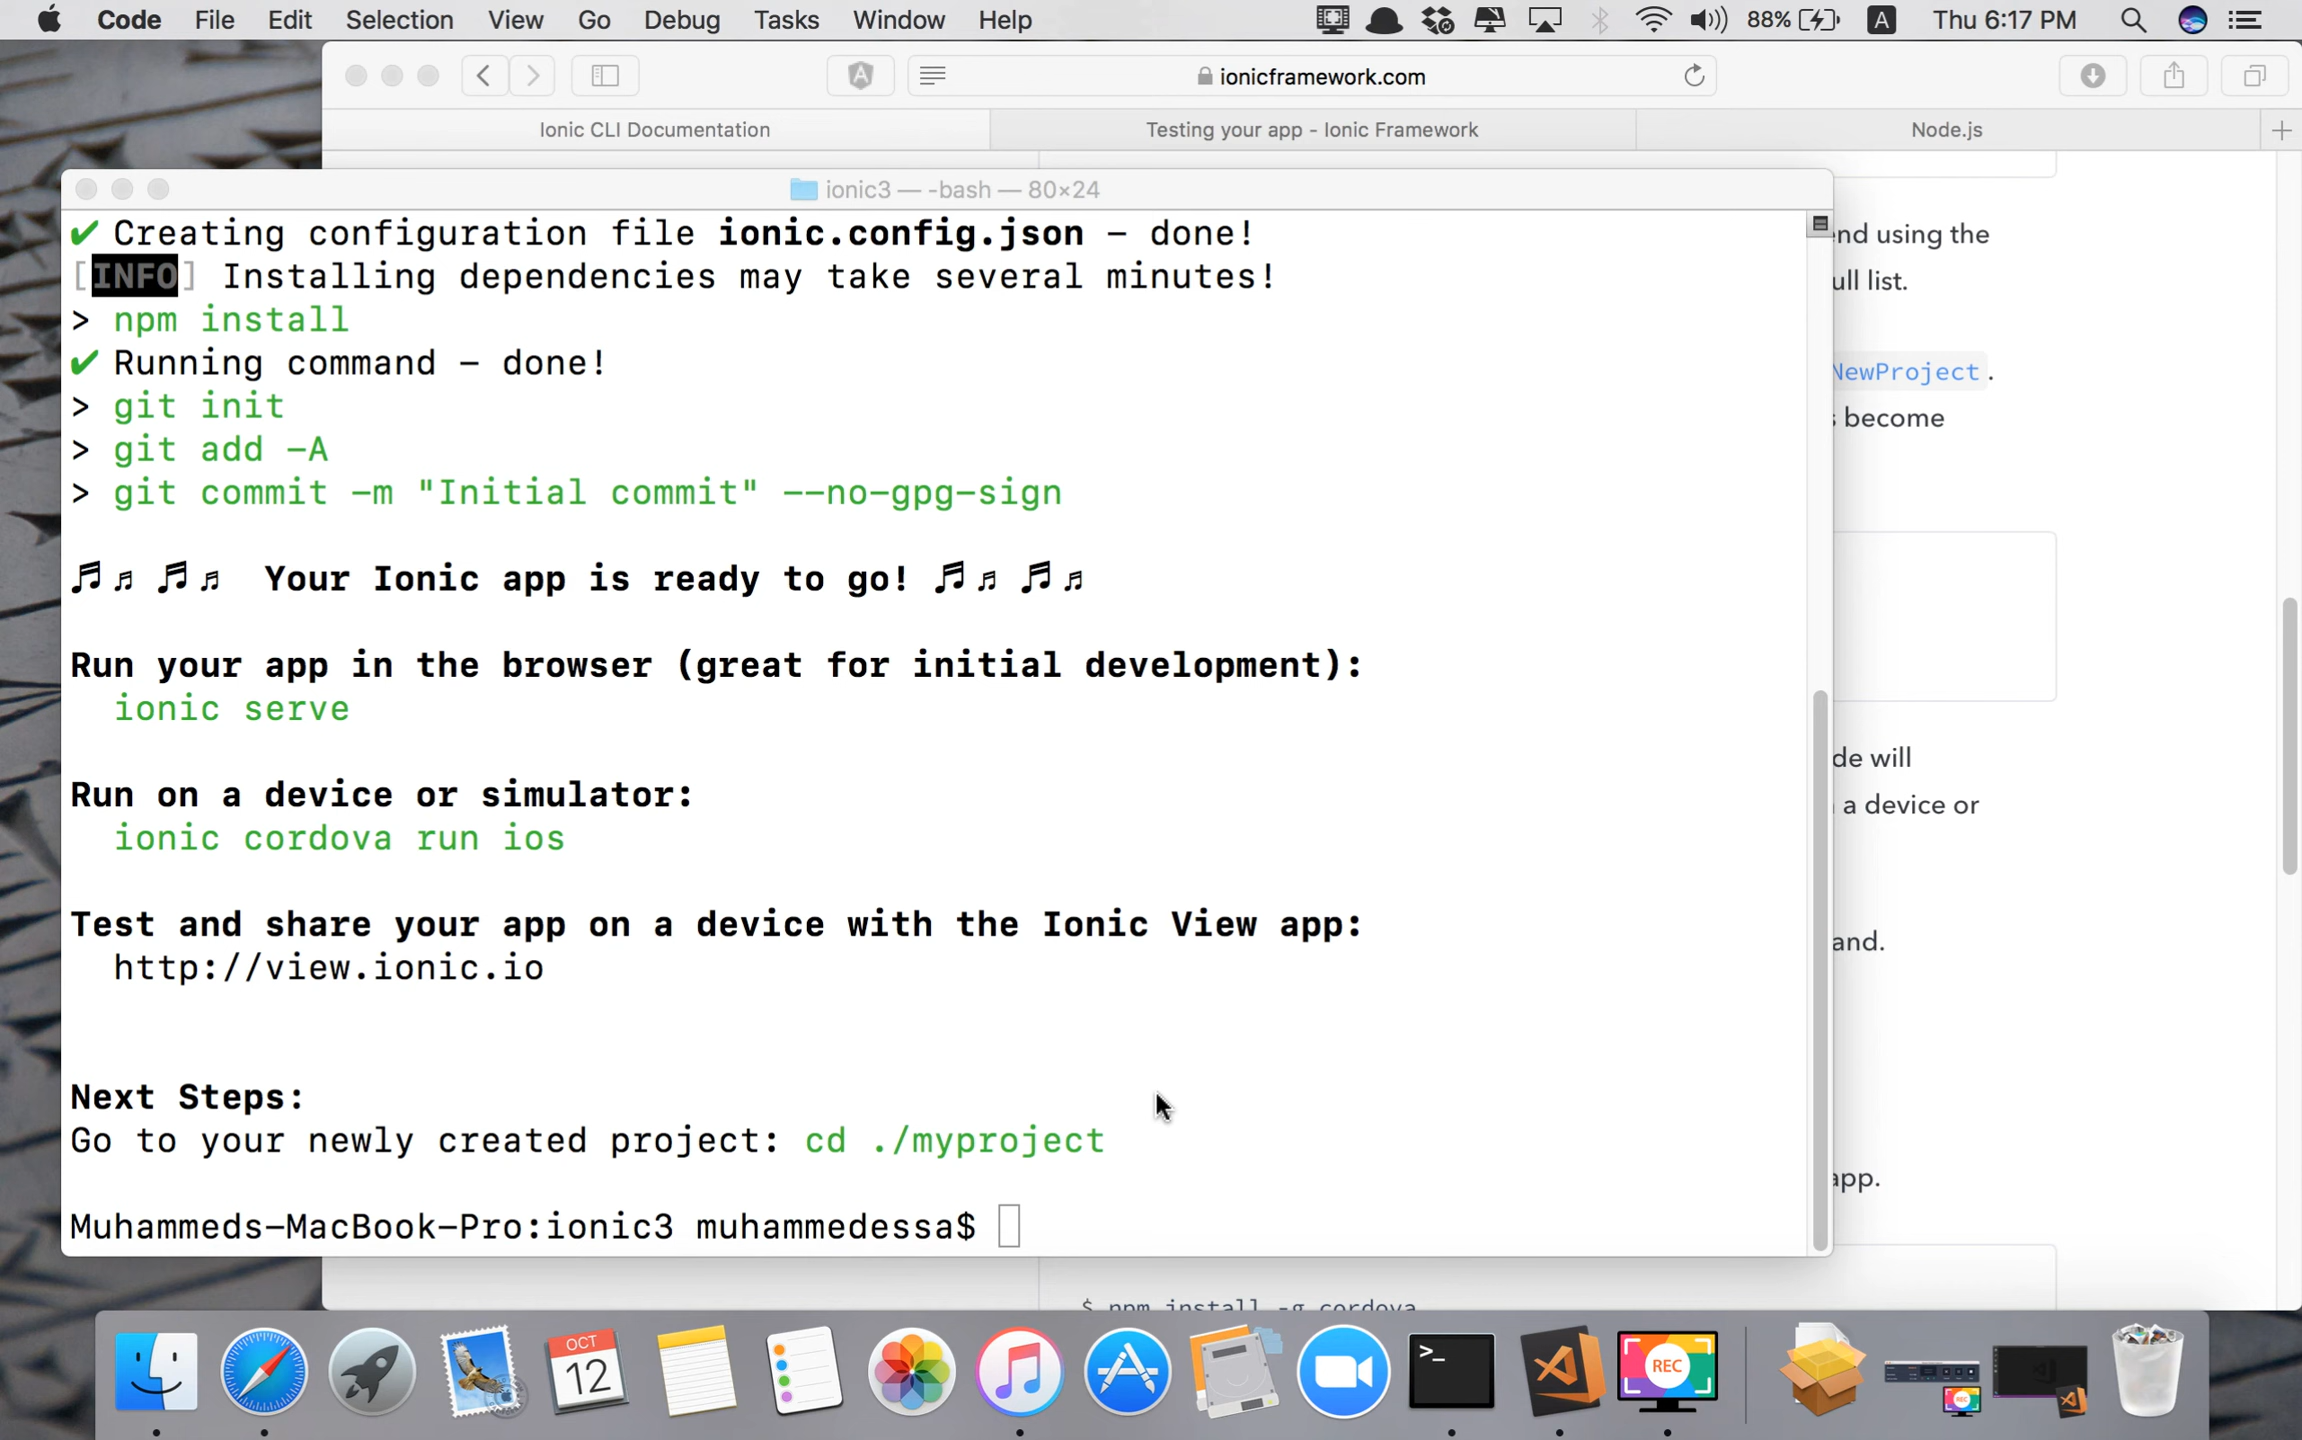 Code File Edit Selection View Go Debug Tasks Window Help 88% A Thu 6:17 PM
ionicframework.com
Ionic CLI Documentation Testing your app - Ionic Framework Node.js
ionic3 — -bash — 80×24
✔ Creating configuration file ionic.config.json – done!
[INFO] Installing dependencies may take several minutes!
> npm install
✔ Running command – done!
> git init
> git add –A
> git commit –m "Initial commit" ––no–gpg–sign
♬ ♬ ♬ ♬ Your Ionic app is ready to go! ♬ ♬ ♬ ♬
Run your app in the browser (great for initial development):
ionic serve
Run on a device or simulator:
ionic cordova run ios
Test and share your app on a device with the Ionic View app:
http://view.ionic.io
Next Steps:
Go to your newly created project: cd ./myproject
Muhammeds–MacBook–Pro:ionic3 muhammedessa$
using the
list.
NewProject.
become
will
a device or
app.
$ npm install -g cordova
OCT
12
>_
REC
REC